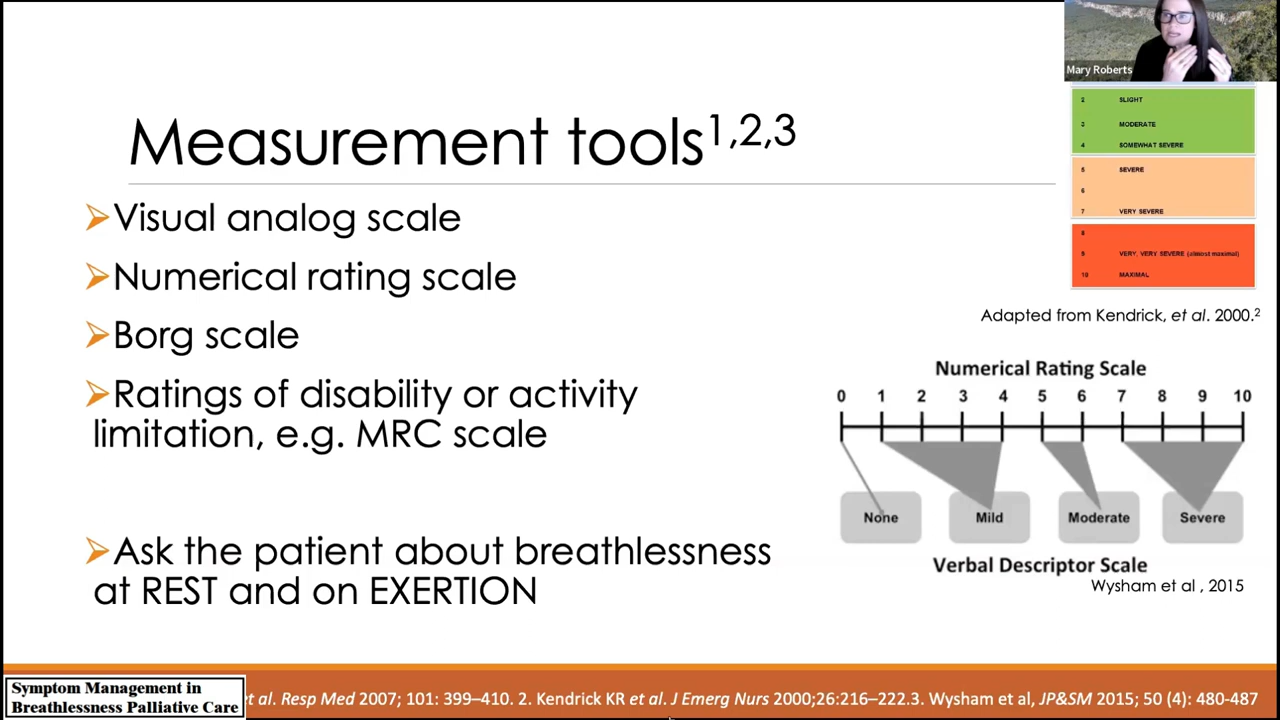 Mary Roberts
Measurement tools1,2,3
Visual analog scale
Numerical rating scale
Borg scale
Ratings of disability or activity
limitation, e.g. MRC scale
Ask the patient about breathlessness
at REST and on EXERTION
2 SLIGHT
3 MODERATE
4 SOMEWHAT SEVERE
5 SEVERE
6
7 VERY SEVERE
8
9 VERY, VERY SEVERE (almost maximal)
10 MAXIMAL
Adapted from Kendrick, et al. 2000.2
Numerical Rating Scale
0 1 2 3 4 5 6 7 8 9 10
None Mild Moderate Severe
Verbal Descriptor Scale
Wysham et al , 2015
Symptom Management in
Breathlessness Palliative Care
et al. Resp Med 2007; 101: 399–410. 2. Kendrick KR et al. J Emerg Nurs 2000;26:216–222.3. Wysham et al, JP&SM 2015; 50 (4): 480-487